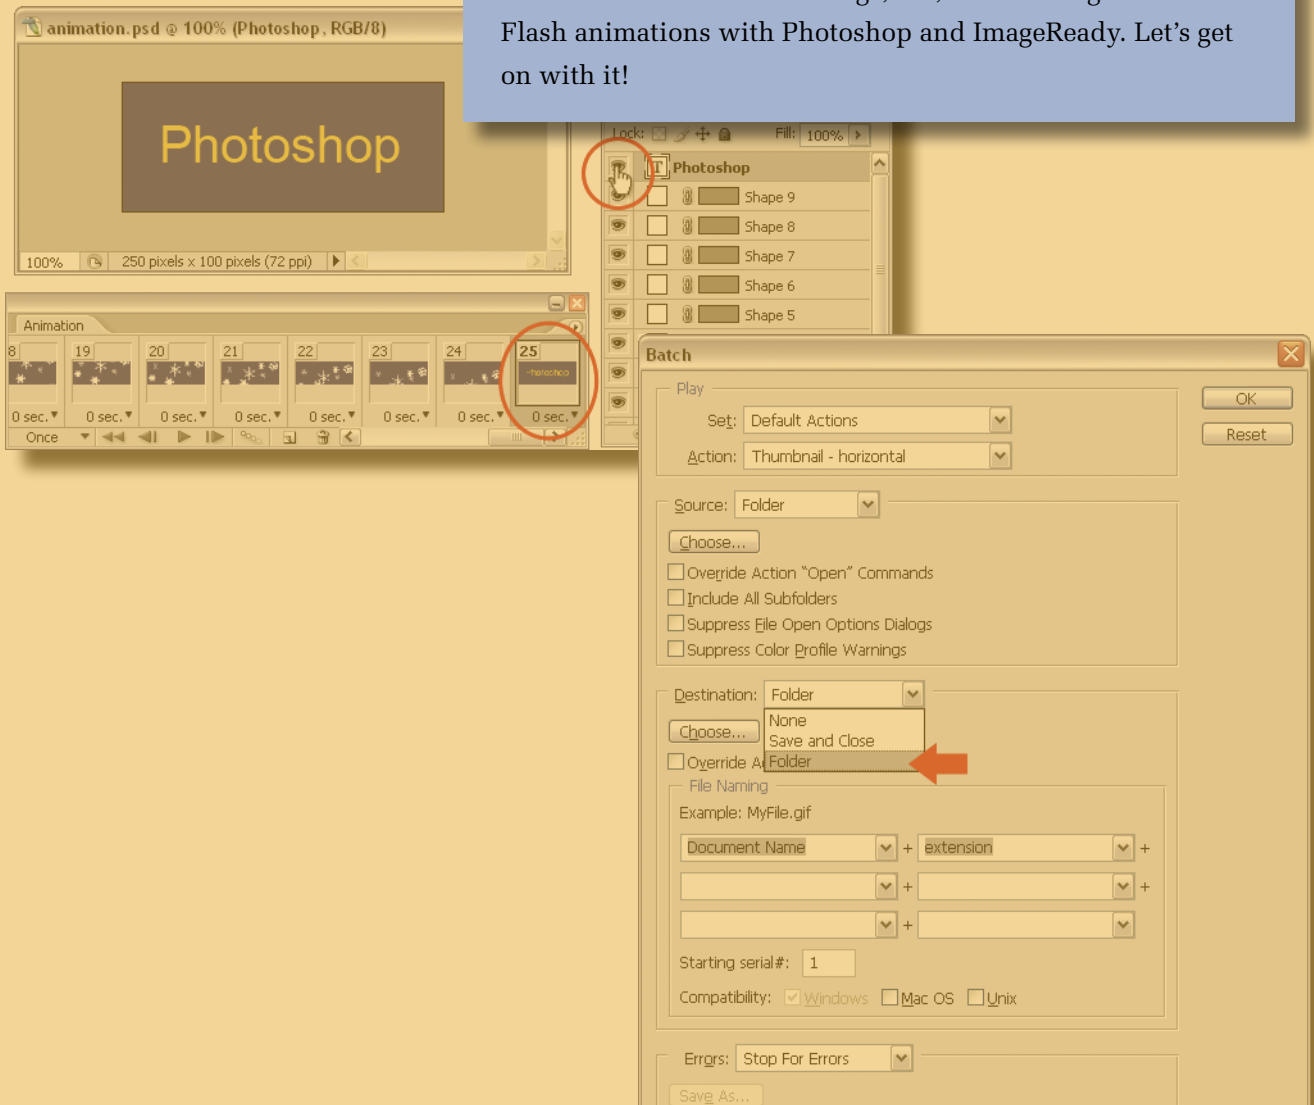 Flash animations with Photoshop and ImageReady. Let's get
on with it!
animation.psd @ 100% (Photoshop, RGB/8)
Photoshop
100% 250 pixels x 100 pixels (72 ppi)
Lock: Fill: 100%
T Photoshop
Shape 9
Shape 8
Shape 7
Shape 6
Shape 5
Animation
8 19 20 21 22 23 24 25
0 sec. 0 sec. 0 sec. 0 sec. 0 sec. 0 sec. 0 sec. 0 sec.
Once
Batch
Play
Set: Default Actions
Action: Thumbnail - horizontal
OK
Reset
Source: Folder
Choose...
Override Action “Open” Commands
Include All Subfolders
Suppress File Open Options Dialogs
Suppress Color Profile Warnings
Destination: Folder
None
Choose...
Save and Close
Override A
Folder
File Naming
Example: MyFile.gif
Document Name + extension +
+ +
+
Starting serial#: 1
Compatibility: Windows Mac OS Unix
Errors: Stop For Errors
Save As...